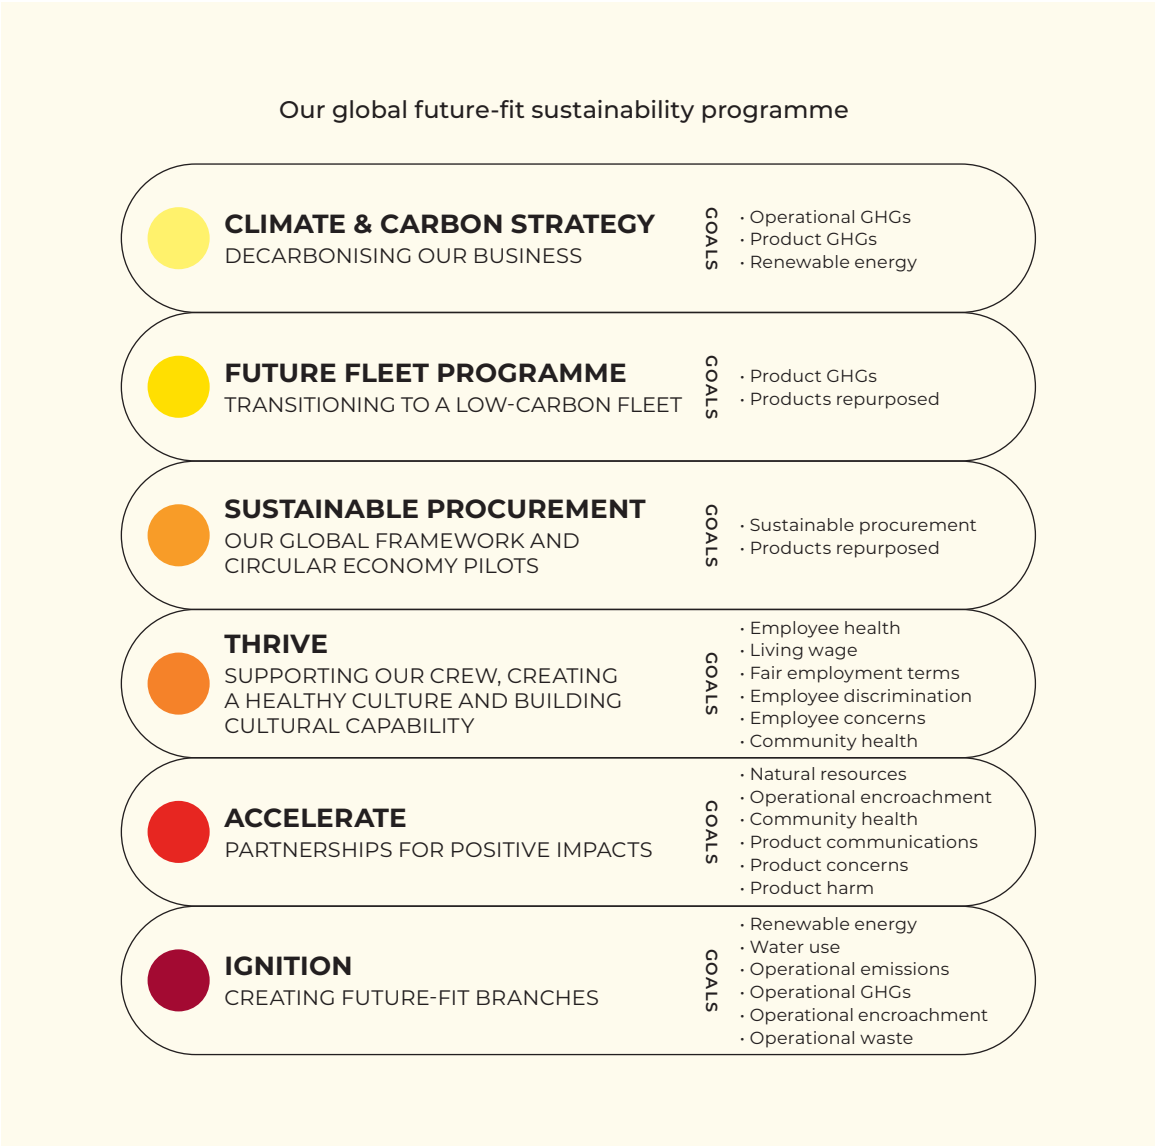 Our global future-fit sustainability programme
CLIMATE & CARBON STRATEGY
DECARBONISING OUR BUSINESS
GOALS
• Operational GHGs
• Product GHGs
• Renewable energy
FUTURE FLEET PROGRAMME
TRANSITIONING TO A LOW-CARBON FLEET
GOALS
• Product GHGs
• Products repurposed
SUSTAINABLE PROCUREMENT
OUR GLOBAL FRAMEWORK AND
CIRCULAR ECONOMY PILOTS
GOALS
• Sustainable procurement
• Products repurposed
THRIVE
SUPPORTING OUR CREW, CREATING
A HEALTHY CULTURE AND BUILDING
CULTURAL CAPABILITY
GOALS
• Employee health
• Living wage
• Fair employment terms
• Employee discrimination
• Employee concerns
• Community health
ACCELERATE
PARTNERSHIPS FOR POSITIVE IMPACTS
GOALS
• Natural resources
• Operational encroachment
• Community health
• Product communications
• Product concerns
• Product harm
IGNITION
CREATING FUTURE-FIT BRANCHES
GOALS
• Renewable energy
• Water use
• Operational emissions
• Operational GHGs
• Operational encroachment
• Operational waste